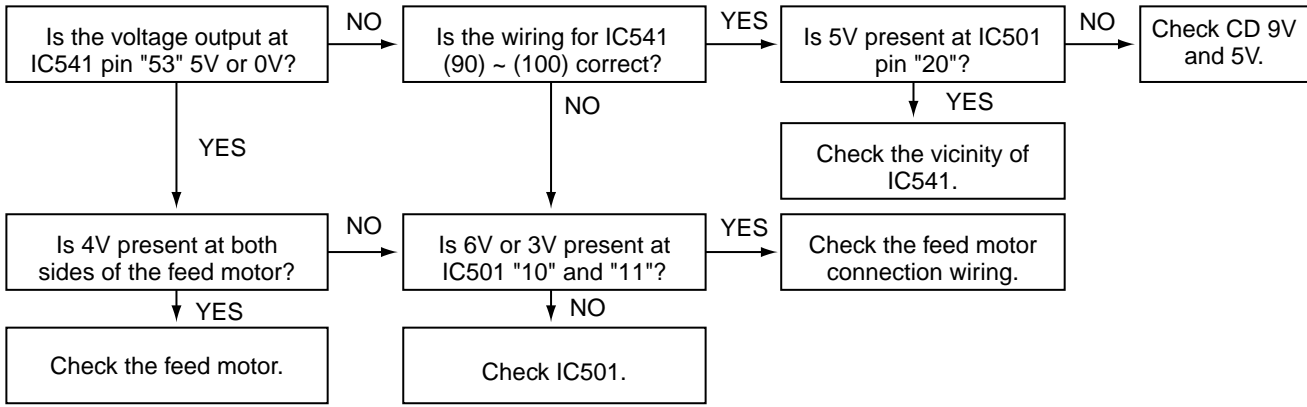 Is the voltage output at
IC541 pin "53" 5V or 0V?
NO
Is the wiring for IC541
(90) ~ (100) correct?
YES
Is 5V present at IC501
pin "20"?
NO
Check CD 9V
and 5V.
YES
NO
YES
Check the vicinity of
IC541.
Is 4V present at both
sides of the feed motor?
NO
Is 6V or 3V present at
IC501 "10" and "11"?
YES
Check the feed motor
connection wiring.
YES
NO
Check the feed motor.
Check IC501.